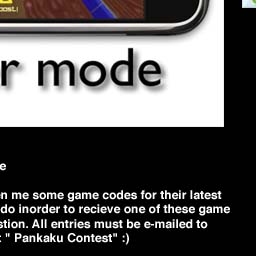 r mode
e
n me some game codes for their latest
do inorder to recieve one of these game
stion. All entries must be e-mailed to
: " Pankaku Contest" :)